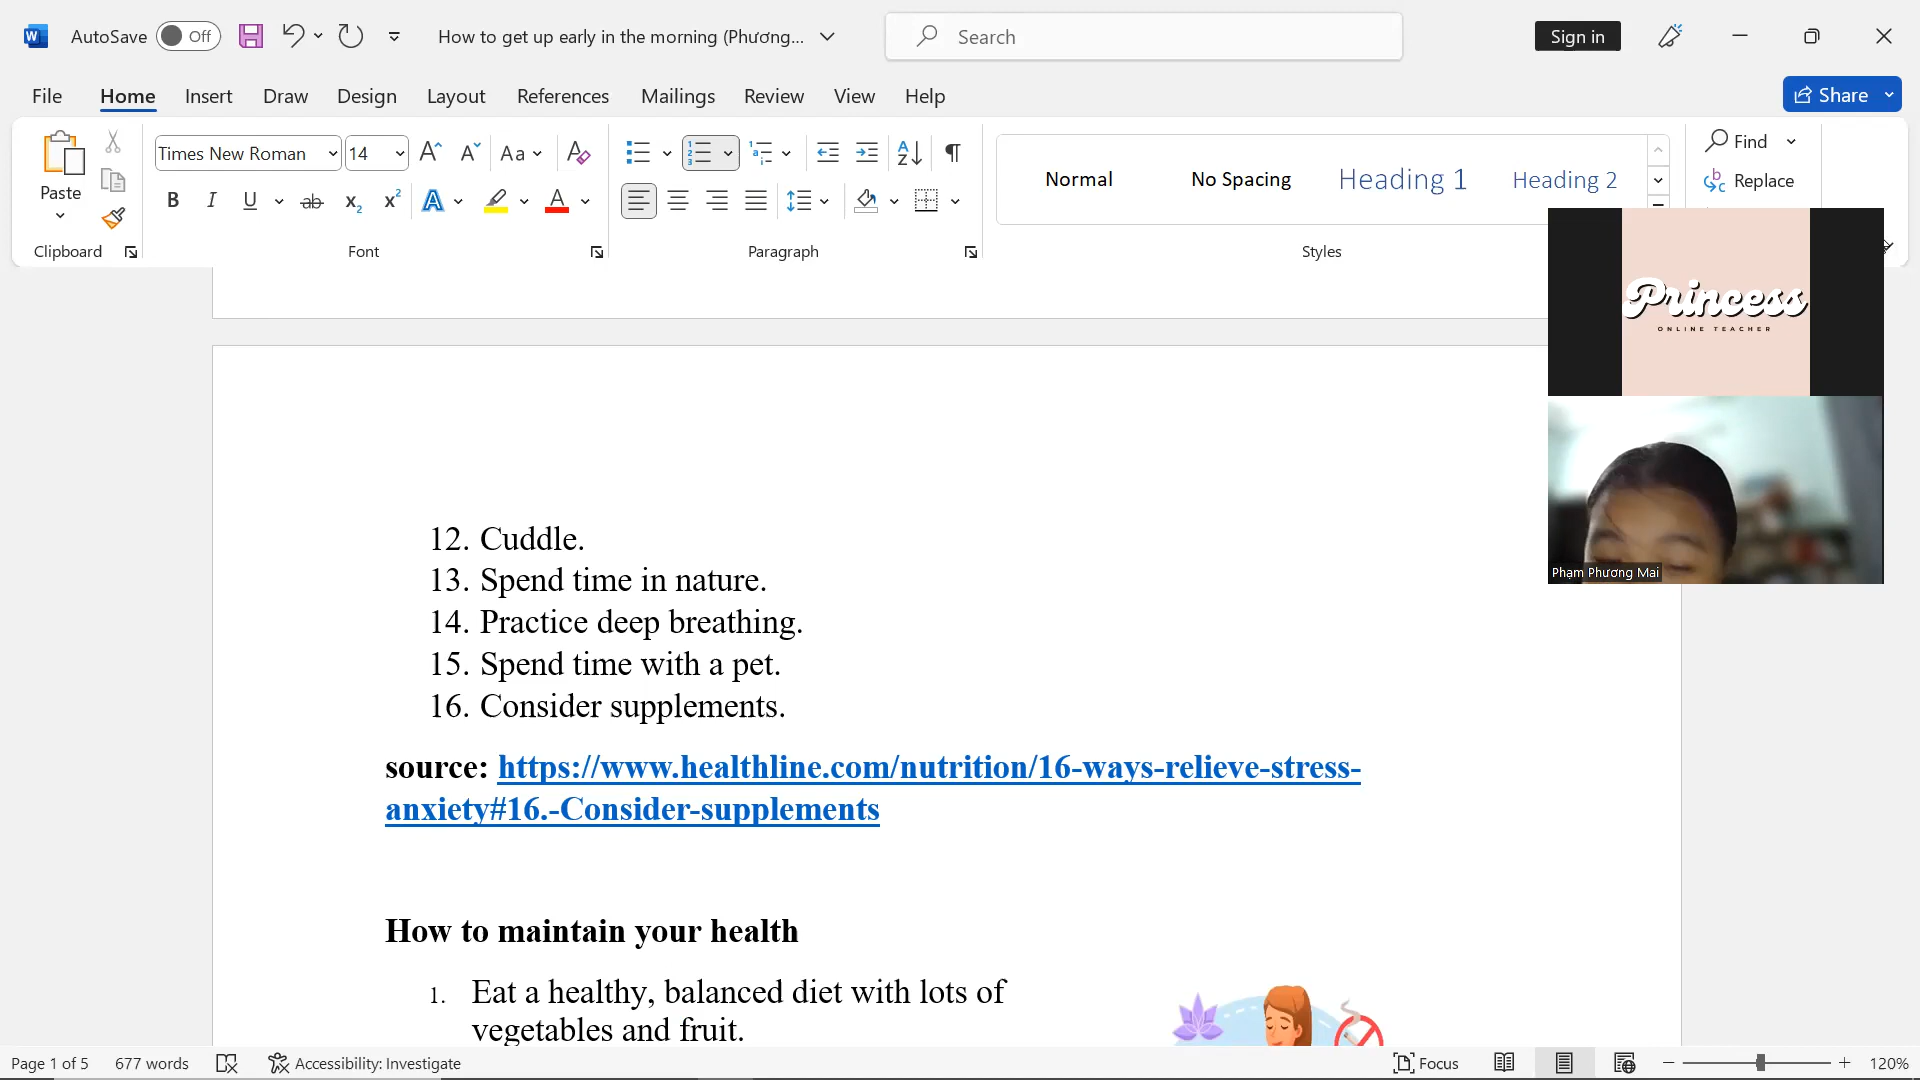 AutoSave Off How to get up early in the morning (Phương... Search Sign in
File Home Insert Draw Design Layout References Mailings Review View Help Share
Paste
Times New Roman 14
Aa
B I U ab x₂ x² A A
Normal No Spacing Heading 1 Heading 2
Find
Replace
Clipboard Font Paragraph Styles
Princess
ONLINE TEACHER
Phạm Phương Mai
12. Cuddle.
13. Spend time in nature.
14. Practice deep breathing.
15. Spend time with a pet.
16. Consider supplements.
source: https://www.healthline.com/nutrition/16-ways-relieve-stress-
anxiety#16.-Consider-supplements
How to maintain your health
1. Eat a healthy, balanced diet with lots of
vegetables and fruit.
Page 1 of 5 677 words Accessibility: Investigate Focus 120%